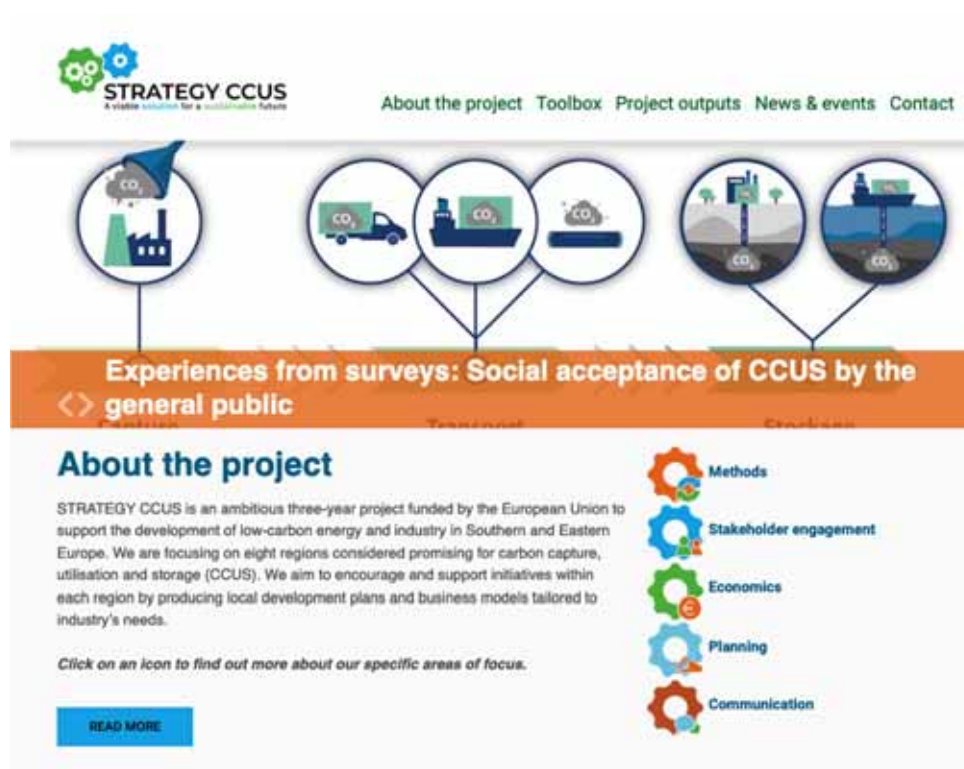 STRATEGY CCUS
A viable solution for a sustainable future
About the project Toolbox Project outputs News & events Contact
CO₂
CO₂ CO₂ CO₂
CO₂ CO₂
CO₂ CO₂
Experiences from surveys: Social acceptance of CCUS by the
general public
Capture Transport Stockage
About the project
STRATEGY CCUS is an ambitious three-year project funded by the European Union to
support the development of low-carbon energy and industry in Southern and Eastern
Europe. We are focusing on eight regions considered promising for carbon capture,
utilisation and storage (CCUS). We aim to encourage and support initiatives within
each region by producing local development plans and business models tailored to
industry's needs.
Click on an icon to find out more about our specific areas of focus.
READ MORE
Methods
Stakeholder engagement
Economics
Planning
Communication